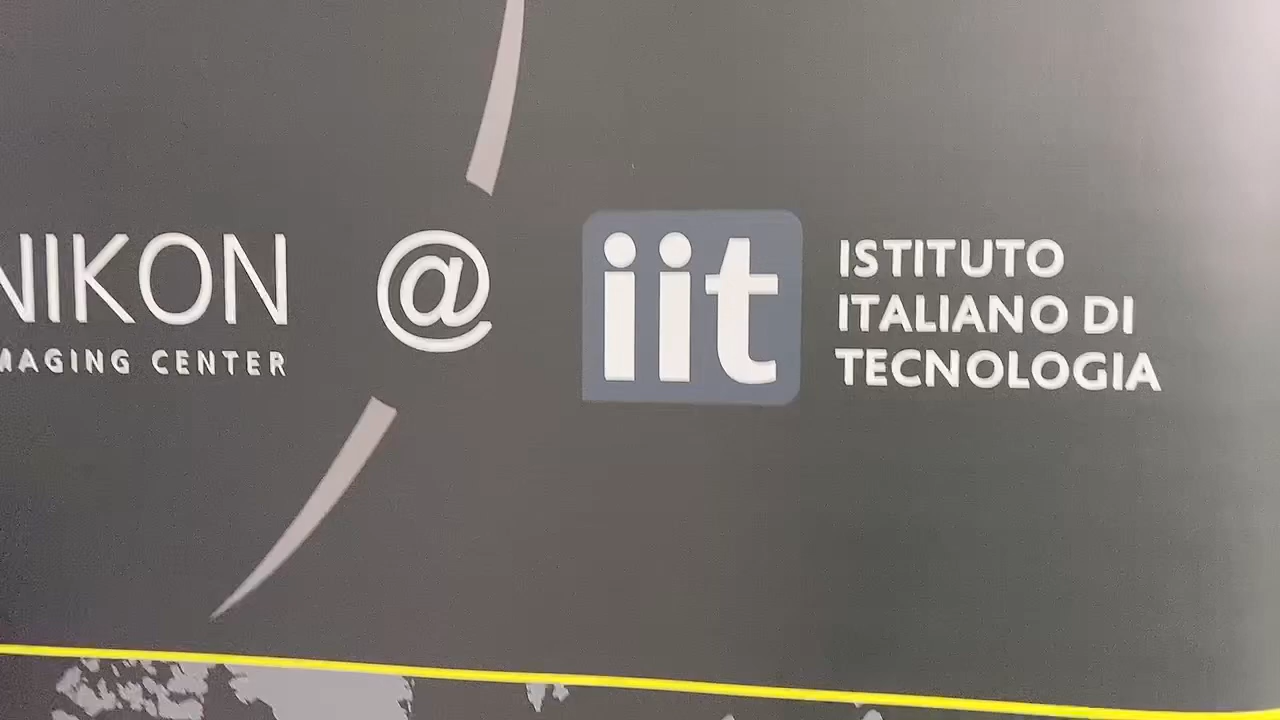 NIKON
MAGING CENTER
@
iit
ISTITUTO
ITALIANO DI
TECNOLOGIA